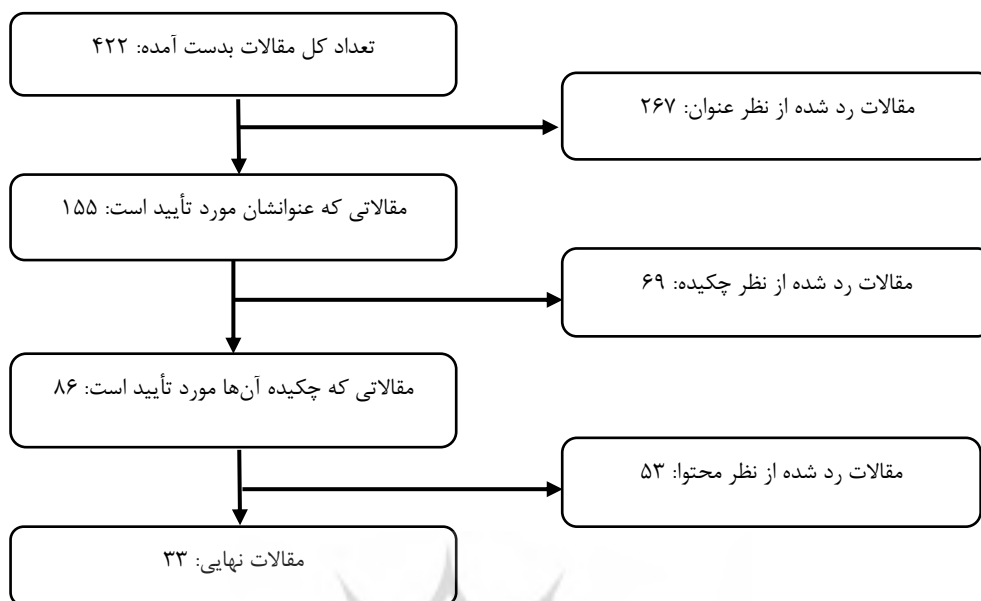 تعداد کل مقالات بدست آمده: ۴۲۲
مقالات رد شده از نظر عنوان: ۲۶۷
مقالاتی که عنوانشان مورد تأیید است: ۱۵۵
مقالات رد شده از نظر چکیده: ۶۹
مقالاتی که چکیده آن‌ها مورد تأیید است: ۸۶
مقالات رد شده از نظر محتوا: ۵۳
مقالات نهایی: ۳۳